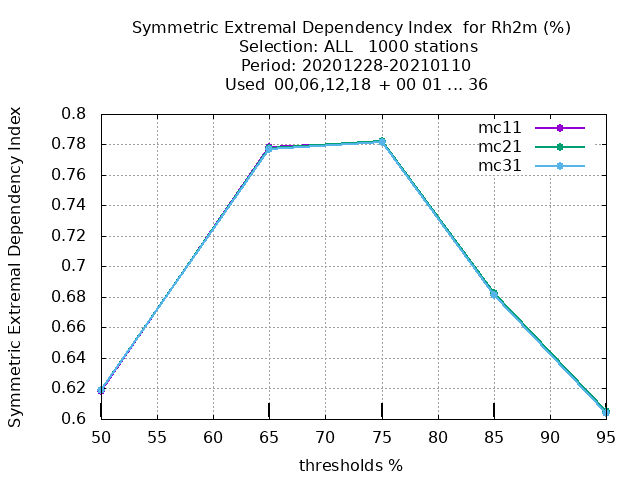 Symmetric Extremal Dependency Index  for Rh2m (%)
Selection: ALL   1000 stations
Period: 20201228-20210110
Used  00,06,12,18  + 00 01 ... 36
Symmetric Extremal Dependency Index
0.8
0.78
0.76
0.74
0.72
0.7
0.68
0.66
0.64
0.62
0.6
mc11
mc21
mc31
50 55 60 65 70 75 80 85 90 95
thresholds %